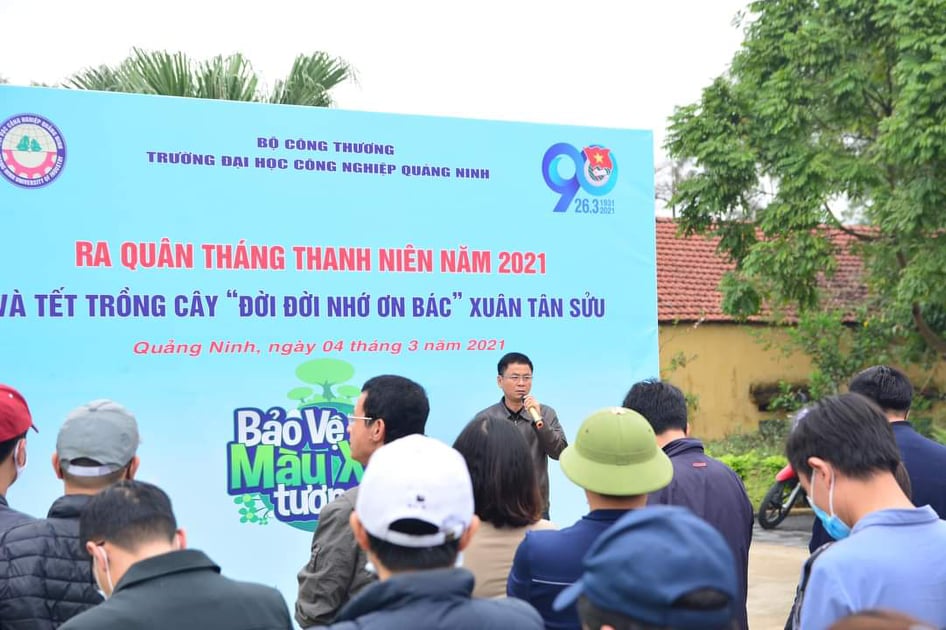 BỘ CÔNG THƯƠNG
TRƯỜNG ĐẠI HỌC CÔNG NGHIỆP QUẢNG NINH
90
26.3 1931 2021
RA QUÂN THÁNG THANH NIÊN NĂM 2021
VÀ TẾT TRỒNG CÂY “ĐỜI ĐỜI NHỚ ƠN BÁC” XUÂN TÂN SỬU
Quảng Ninh, ngày 04 tháng 3 năm 2021
Bảo Vệ
Màu X
tươn